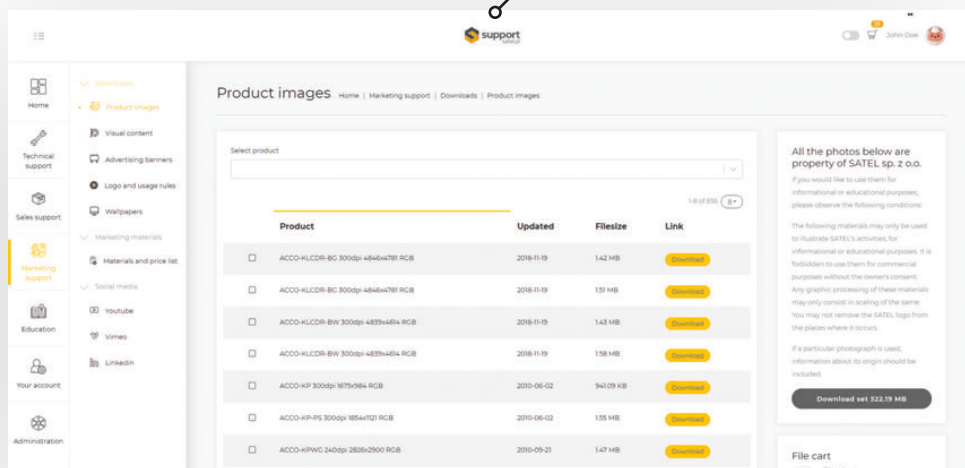 support
satel.pl
29
John Doe
Home
Technical
support
Sales support
Marketing
support
Education
Your account
Administration
Downloads
Product images
Visual content
Advertising banners
Logo and usage rules
Wallpapers
Marketing materials
Materials and price list
Social media
Youtube
Vimeo
Linkedin
Product images Home | Marketing support | Downloads | Product images
Select product
1-8 of 836 8
Product Updated Filesize Link
ACCO-KLCDR-BG 300dpi 4846x4781 RGB 2018-11-19 1.42 MB Download
ACCO-KLCDR-BG 300dpi 4846x4781 RGB 2018-11-19 1.51 MB Download
ACCO-KLCDR-BW 300dpi 4839x4614 RGB 2018-11-19 1.43 MB Download
ACCO-KLCDR-BW 300dpi 4839x4614 RGB 2018-11-19 1.58 MB Download
ACCO-KP 300dpi 1675x984 RGB 2010-06-02 941.09 KB Download
ACCO-KP-PS 300dpi 1854x1121 RGB 2010-06-02 1.55 MB Download
ACCO-KPWG 240dpi 2826x2900 RGB 2010-09-21 1.47 MB Download
All the photos below are
property of SATEL sp. z o.o.
If you would like to use them for
informational or educational purposes,
please observe the following conditions:
The following materials may only be used
to illustrate SATEL's activities, for
informational or educational purposes. It is
forbidden to use them for commercial
purposes without the owner's consent.
Any graphic processing of these materials
may only consist in scaling of the same.
You may not remove the SATEL logo from
the places where it occurs.
If a particular photograph is used,
information about its origin should be
included.
Download set 522.19 MB
File cart